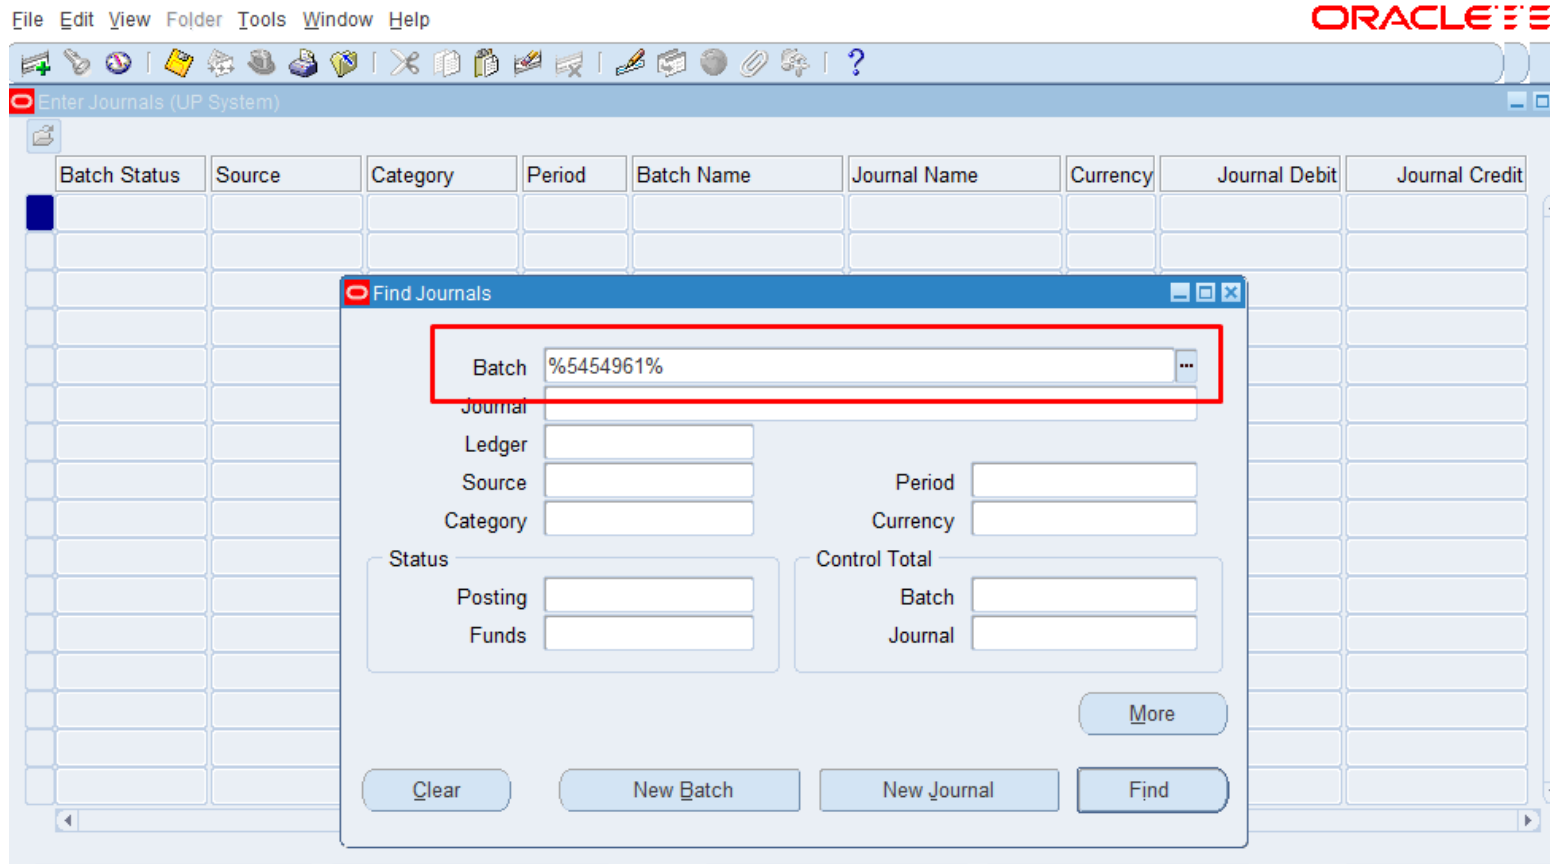 File Edit View Folder Tools Window Help
ORACLE
Enter Journals (UP System)
Batch Status Source Category Period Batch Name Journal Name Currency Journal Debit Journal Credit
Find Journals
Batch %5454961%
Journal
Ledger
Source Period
Category Currency
Status Control Total
Posting Batch
Funds Journal
More
Clear New Batch New Journal Find